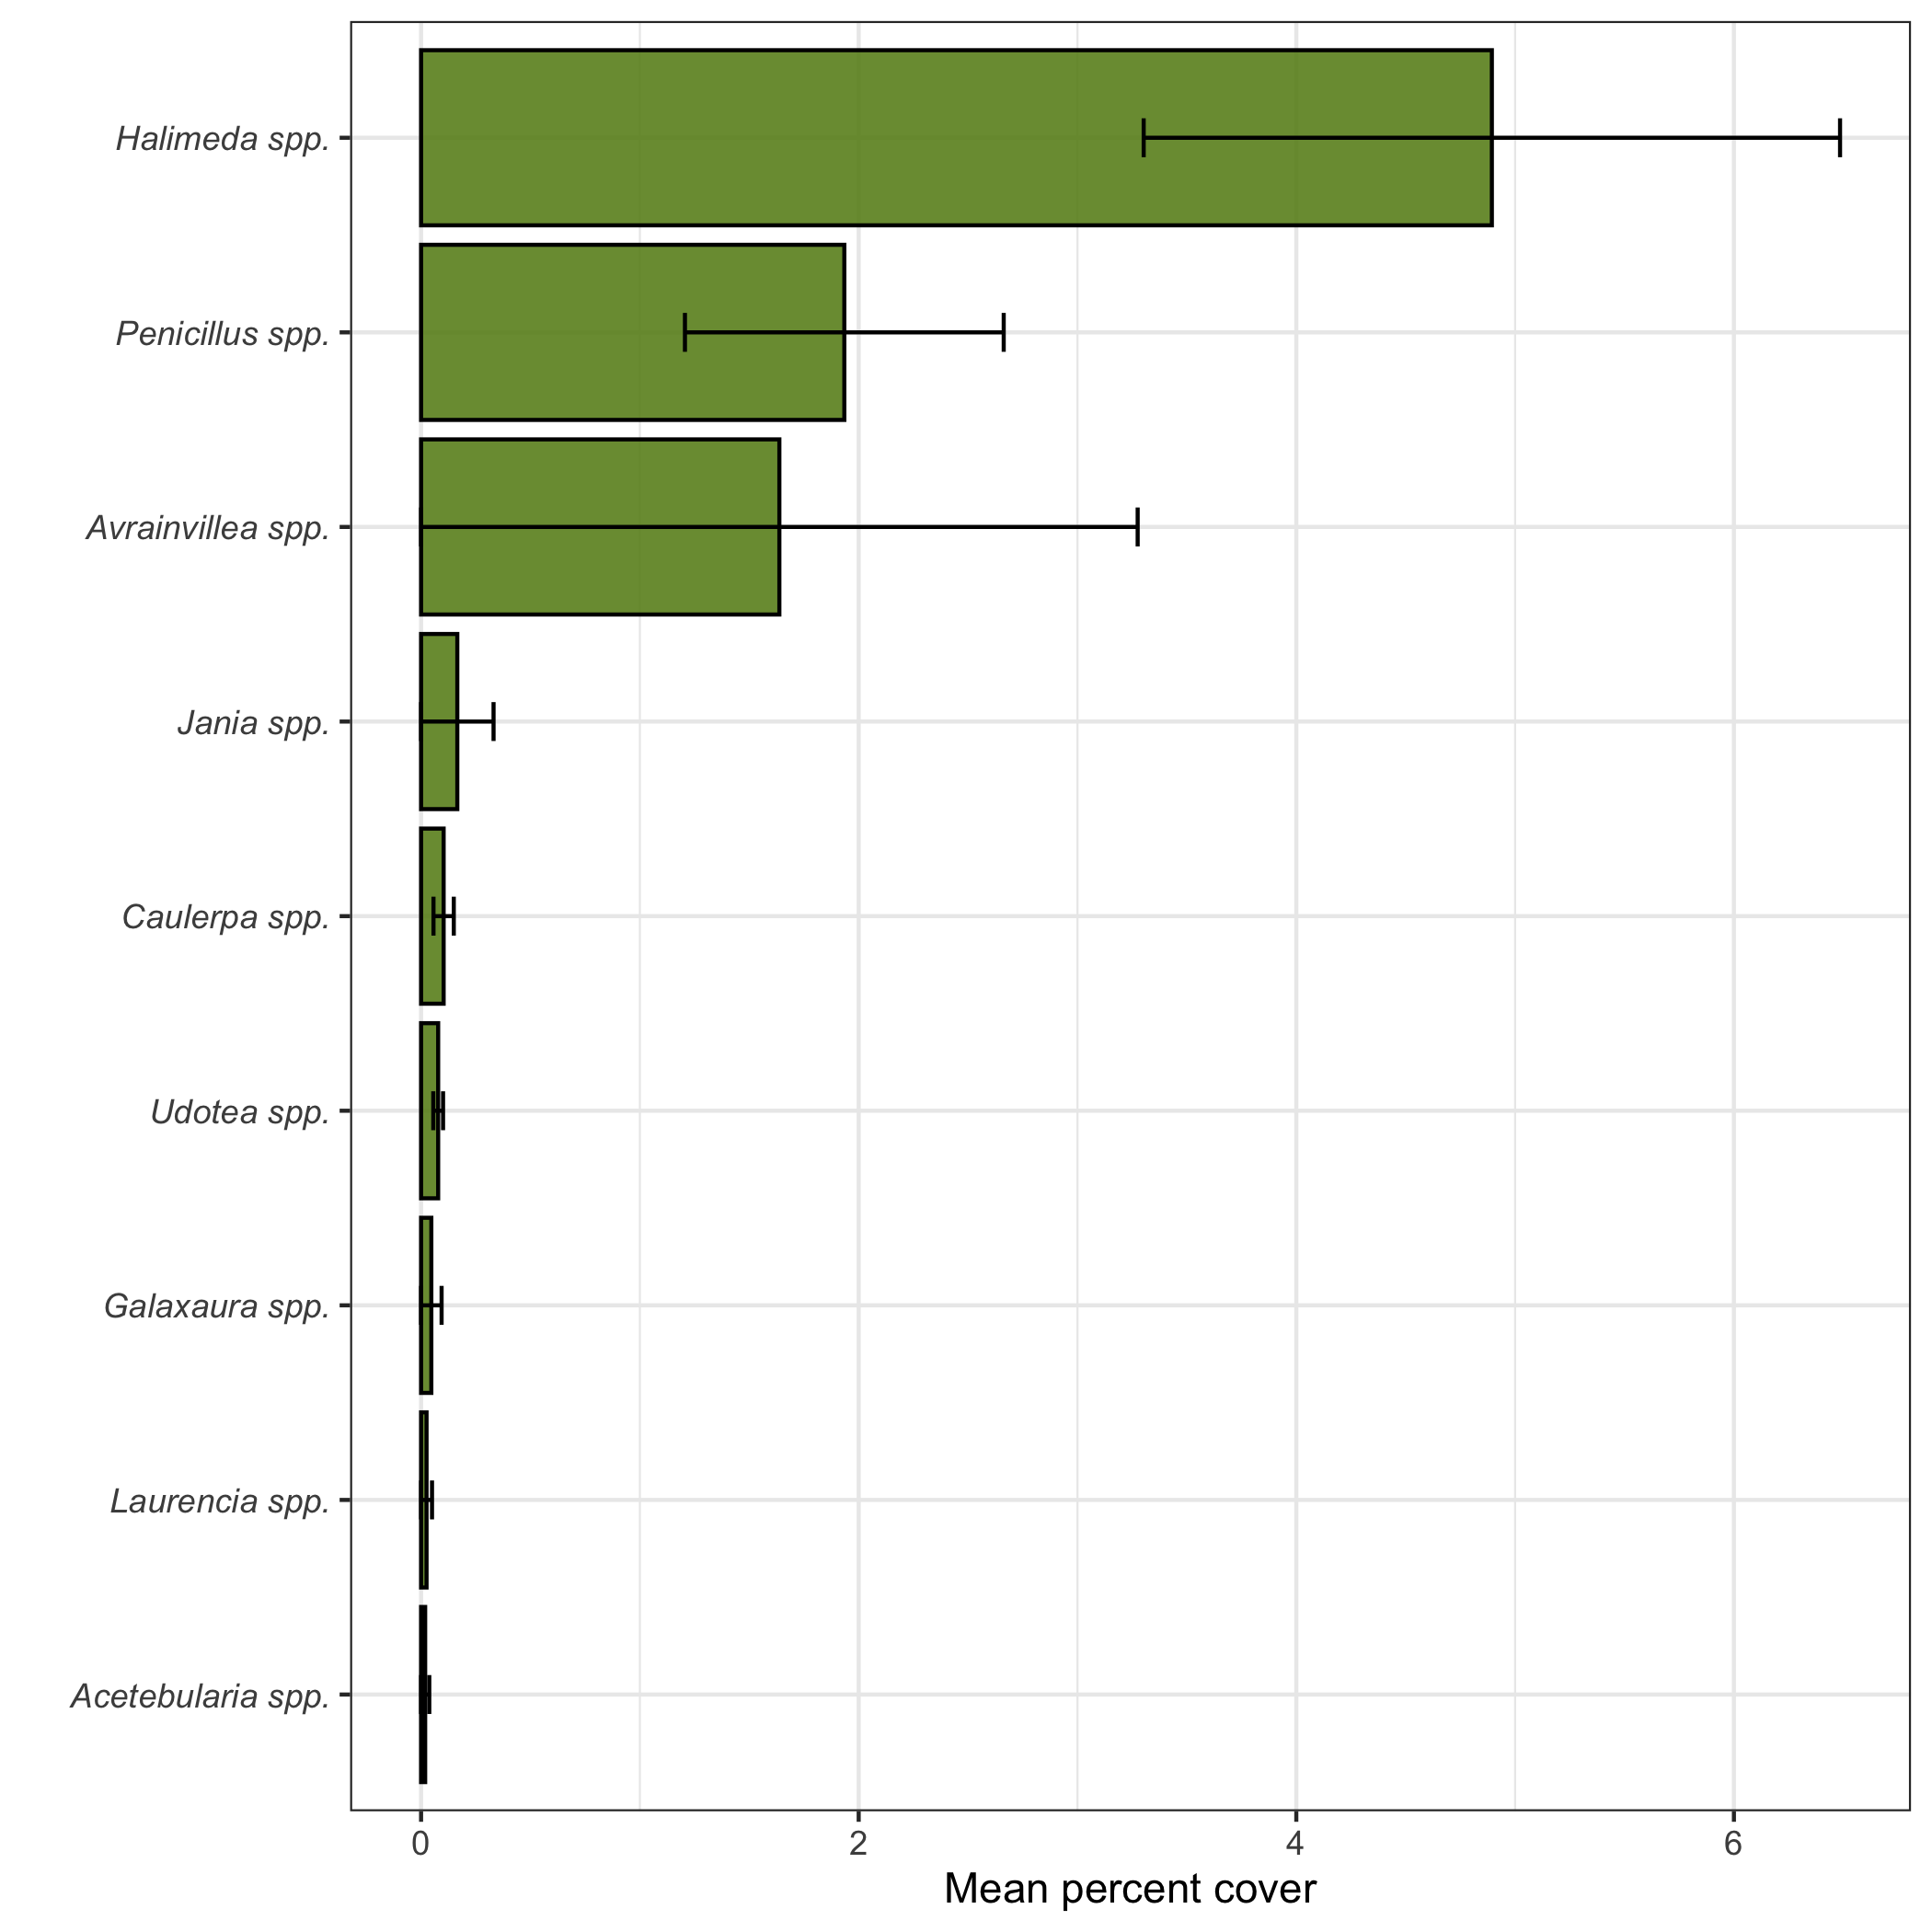 Halimeda spp.
Penicillus spp.
Avrainvillea spp.
Jania spp.
Caulerpa spp.
Udotea spp.
Galaxaura spp.
Laurencia spp.
Acetebularia spp.
0 2 4 6
Mean percent cover